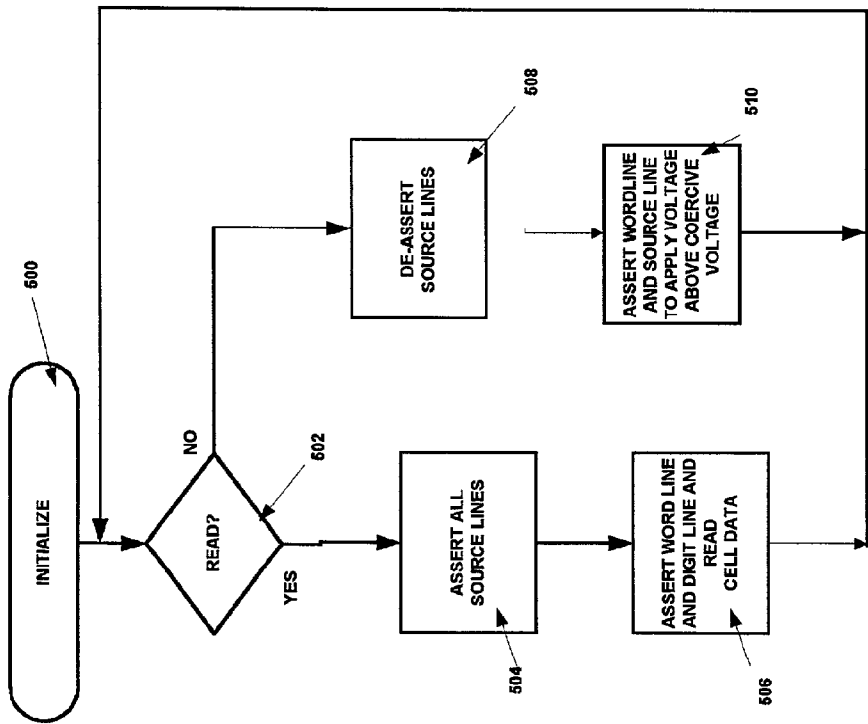 500
INITIALIZE
READ?
NO
502
YES
ASSERT ALL
SOURCE LINES
504
ASSERT WORD LINE
AND DIGIT LINE AND
READ
CELL DATA
506
DE-ASSERT
SOURCE LINES
508
ASSERT WORDLINE
AND SOURCE LINE
TO APPLY VOLTAGE
ABOVE COERCIVE
VOLTAGE
510